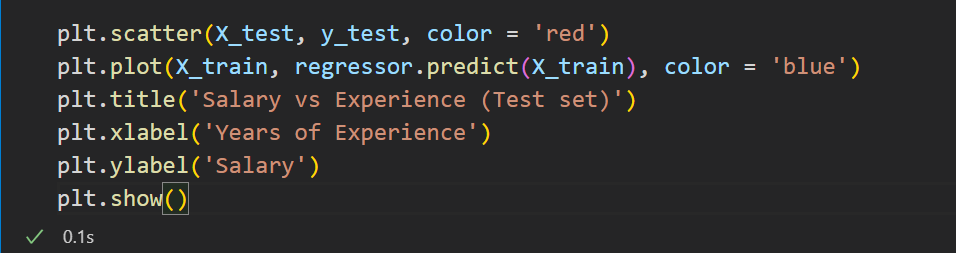 plt.scatter(X_test, y_test, color = 'red')
plt.plot(X_train, regressor.predict(X_train), color = 'blue')
plt.title('Salary vs Experience (Test set)')
plt.xlabel('Years of Experience')
plt.ylabel('Salary')
plt.show()
0.1s